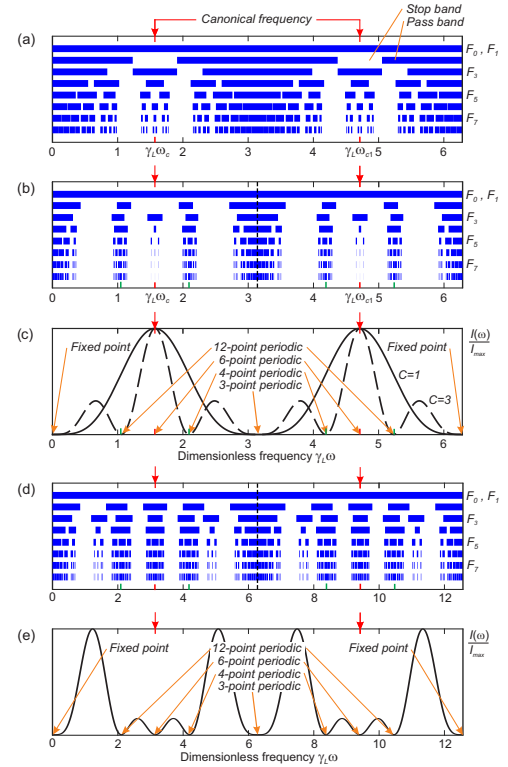 Canonical frequency
Stop band
Pass band
(a)
F0 , F1
F3
F5
F7
0 1 γLωc 2 3 4 γLωc1 5 6
(b)
F0 , F1
F3
F5
F7
0 1 γLωc 2 3 4 γLωc1 5 6
(c)
I(ω)
Imax
Fixed point
12-point periodic
6-point periodic
4-point periodic
3-point periodic
Fixed point
C=1
C=3
0 1 2 3 4 5 6
Dimensionless frequency γLω
(d)
F0 , F1
F3
F5
F7
0 2 4 6 8 10 12
(e)
I(ω)
Imax
Fixed point
12-point periodic
6-point periodic
4-point periodic
3-point periodic
Fixed point
0 2 4 6 8 10 12
Dimensionless frequency γLω